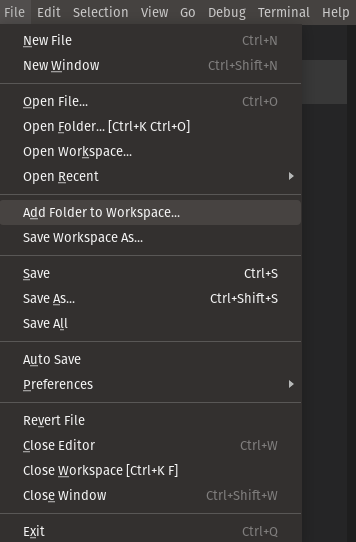 File Edit Selection View Go Debug Terminal Help
New File Ctrl+N
New Window Ctrl+Shift+N
Open File... Ctrl+O
Open Folder... [Ctrl+K Ctrl+O]
Open Workspace...
Open Recent
Add Folder to Workspace...
Save Workspace As...
Save Ctrl+S
Save As... Ctrl+Shift+S
Save All
Auto Save
Preferences
Revert File
Close Editor Ctrl+W
Close Workspace [Ctrl+K F]
Close Window Ctrl+Shift+W
Exit Ctrl+Q